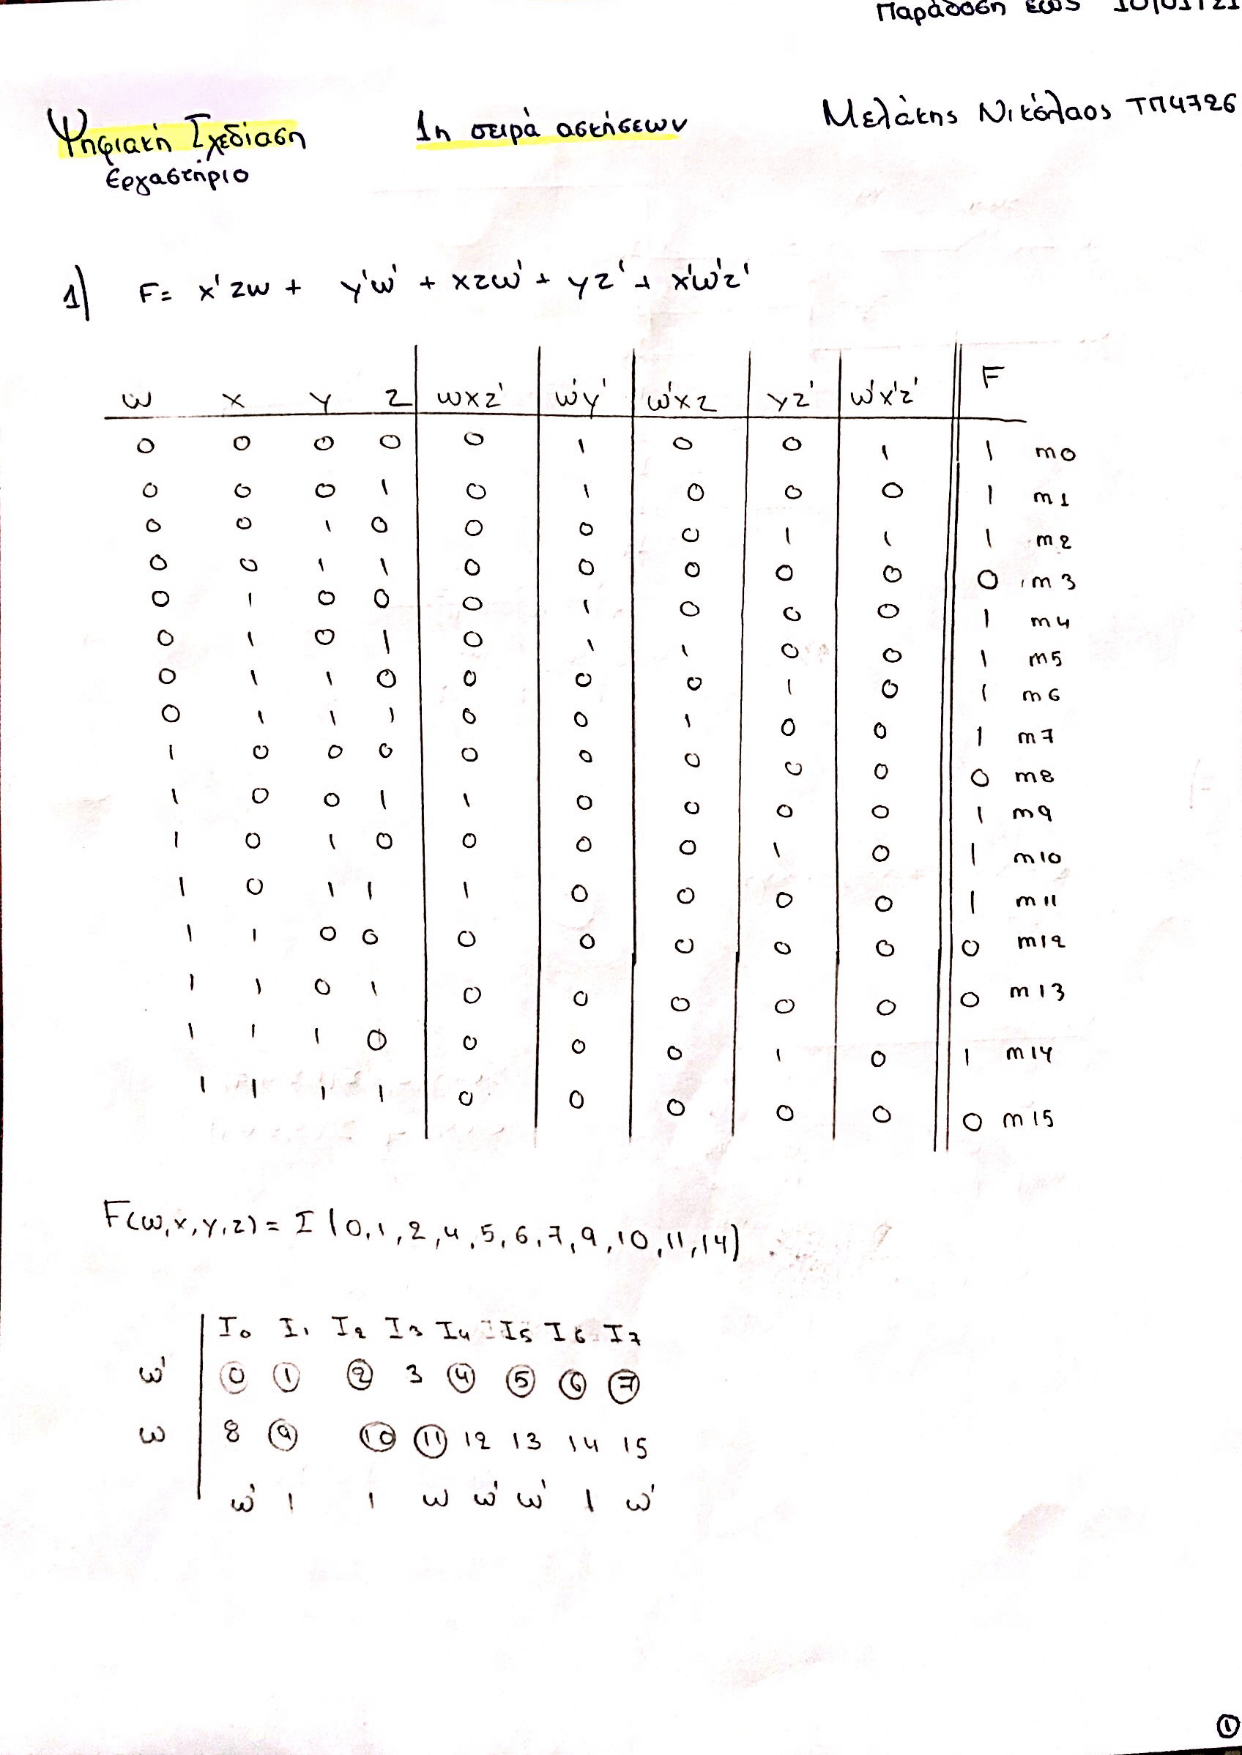 Παράδοση έως 10/01/21
Ψηφιακή Σχεδίαση 1η σειρά ασκήσεων Μελάκης Νικόλαος ΤΠ4726
Εργαστήριο
1) F= x'zw + y'w' + xzw' + yz' + x'w'z'
w x y z wxz' w'y' w'xz yz' w'x'z' F
0 0 0 0 0 1 0 0 1 1 m0
0 0 0 1 0 1 0 0 0 1 m1
0 0 1 0 0 0 0 1 1 1 m2
0 0 1 1 0 0 0 0 0 0 m3
0 1 0 0 0 1 0 0 0 1 m4
0 1 0 1 0 1 1 0 0 1 m5
0 1 1 0 0 0 0 1 0 1 m6
0 1 1 1 0 0 1 0 0 1 m7
1 0 0 0 0 0 0 0 0 0 m8
1 0 0 1 1 0 0 0 0 1 m9
1 0 1 0 0 0 0 1 0 1 m10
1 0 1 1 1 0 0 0 0 1 m11
1 1 0 0 0 0 0 0 0 0 m12
1 1 0 1 0 0 0 0 0 0 m13
1 1 1 0 0 0 0 1 0 1 m14
1 1 1 1 0 0 0 0 0 0 m15
F(w,x,y,z) = Σ (0,1,2,4,5,6,7,9,10,11,14)
I0 I1 I2 I3 I4 I5 I6 I7
w' 0 1 2 3 4 5 6 7
w 8 9 10 11 12 13 14 15
w' 1 1 w w' w' 1 w'
1